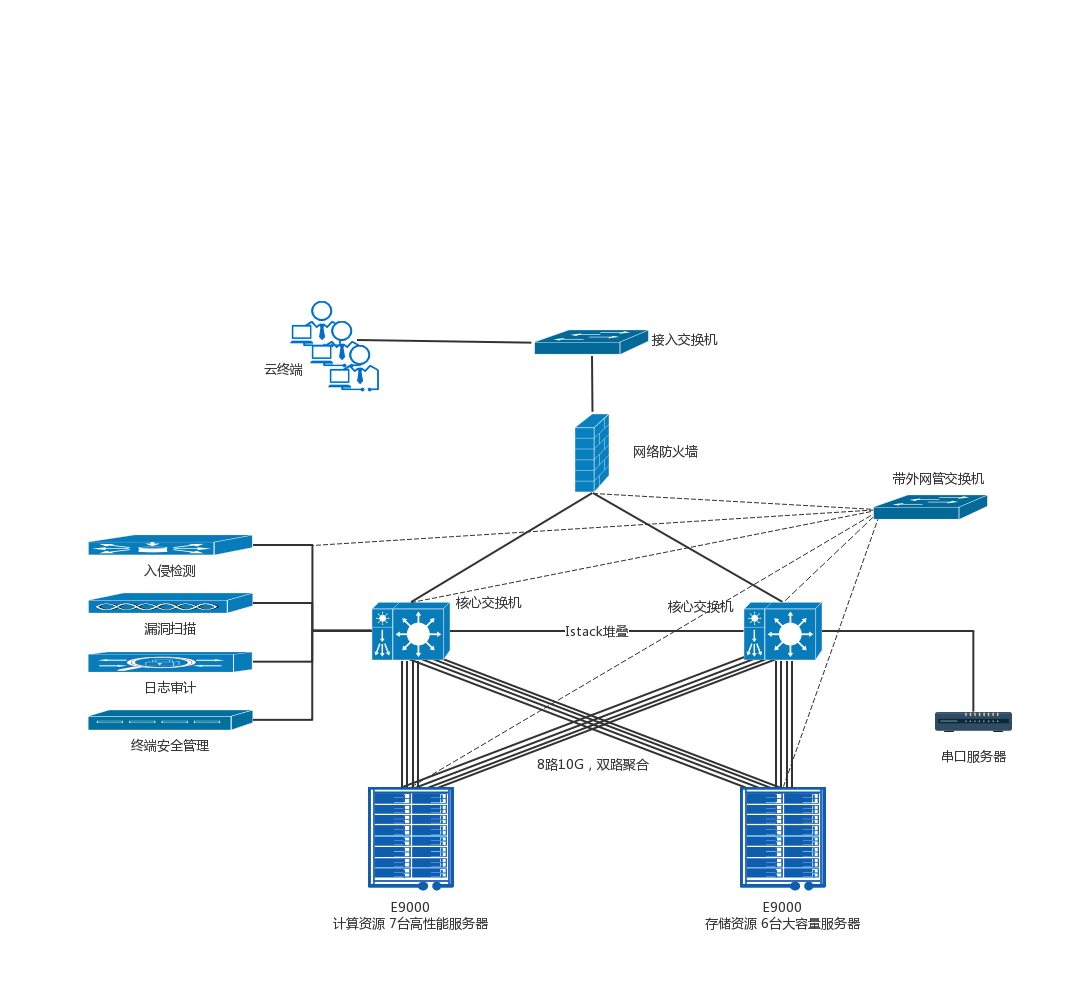 接入交换机
云终端
网络防火墙
带外网管交换机
入侵检测
核心交换机
核心交换机
漏洞扫描
Istack堆叠
日志审计
终端安全管理
串口服务器
8路10G，双路聚合
E9000
计算资源 7台高性能服务器
E9000
存储资源 6台大容量服务器